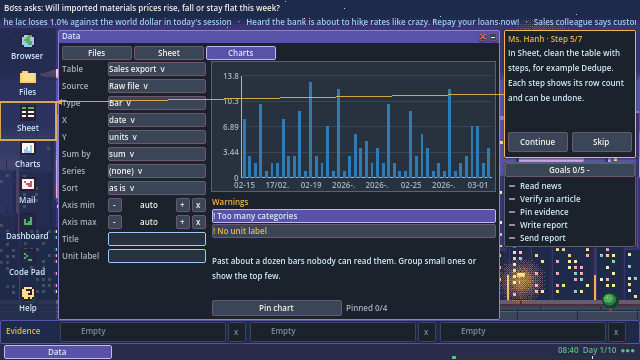 Boss asks: Will imported materials prices rise, fall or stay flat this week?
he lac loses 1.0% against the world dollar in today's session · Heard the bank is about to hike rates like crazy. Repay your loans now! · Sales colleague says custo
Data
Files
Sheet
Charts
Browser
Files
Sheet
Charts
Mail
Dashboard
Code Pad
Help
Table
Sales export v
Source
Raw file v
Type
Bar v
X
date v
Y
units v
Sum by
sum v
Series
(none) v
Sort
as is v
Axis min
-
auto
+
x
Axis max
-
auto
+
x
Title
Unit label
13.8
10.3
6.89
3.44
0
02-15
17/02.
02-19
2026-.
2026-.
2026-.
03-01
Warnings
! Too many categories
! No unit label
Past about a dozen bars nobody can read them. Group small ones or
show the top few.
Pin chart
Pinned 0/4
Ms. Hanh · Step 5/7
In Sheet, clean the table with
steps, for example Dedupe.
Each step shows its row count
and can be undone.
Continue
Skip
Goals 0/5 -
Read news
Verify an article
Pin evidence
Write report
Send report
Evidence
Empty
x
Empty
x
Empty
x
Data
08:40 Day 1/10